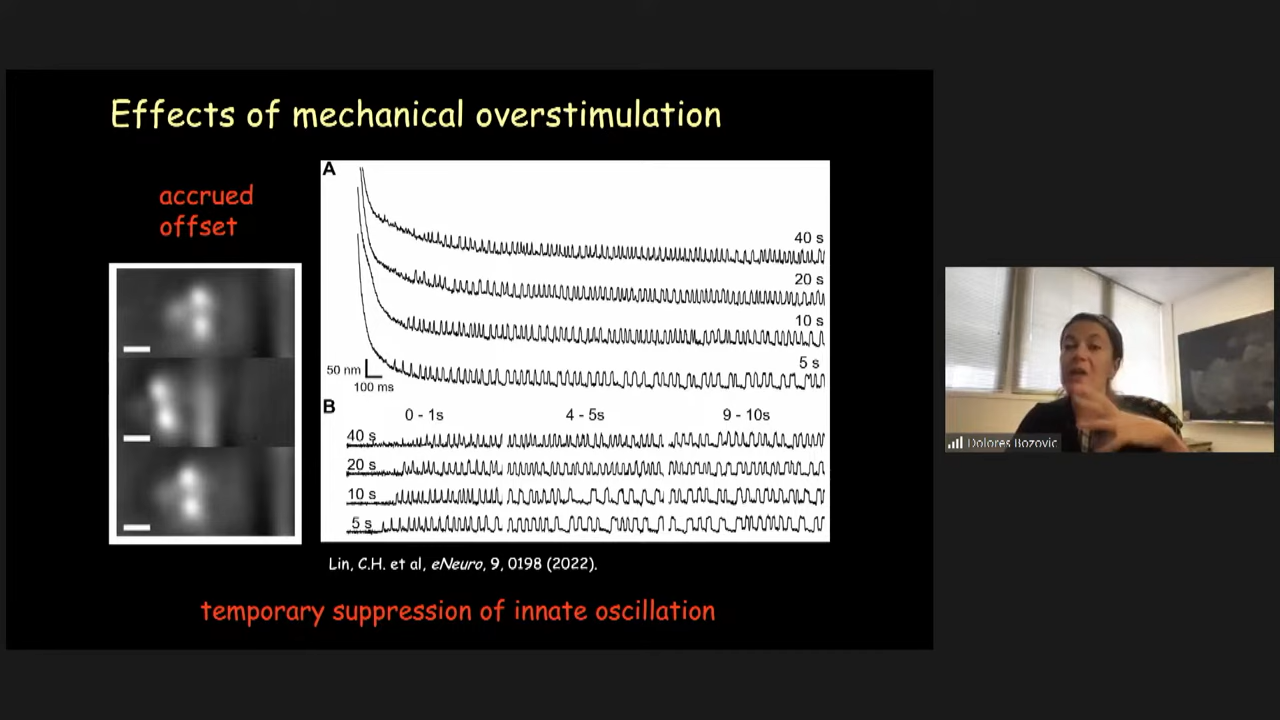 Effects of mechanical overstimulation
accrued
offset
A
40 s
20 s
10 s
5 s
50 nm
100 ms
B
0 - 1s 4 - 5s 9 - 10s
40 s
20 s
10 s
5 s
Lin, C.H. et al, eNeuro, 9, 0198 (2022).
temporary suppression of innate oscillation
Dolores Bozovic